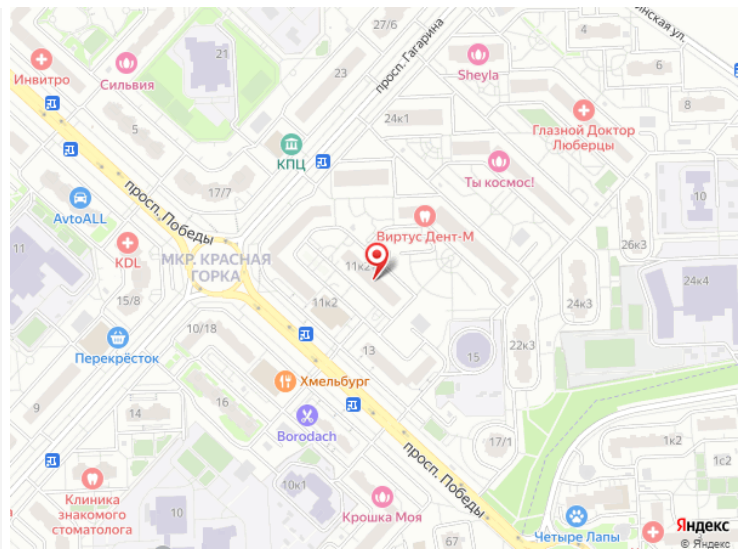 27/6
4
6
21
Инвитро
Сильвия
просп. Гагарина
23
Sheyla
8
24к1
5
Глазной Доктор
Люберцы
КПЦ
Ты космос!
17/7
10
просп. Победы
AvtoALL
Виртус Дент-М
KDL
МКР. КРАСНАЯ
ГОРКА
11
26к3
15/8
11к2
24к3
24к4
10/18
22к3
Перекрёсток
13
15
Хмельбург
16
9
14
Borodach
17/1
1к2
просп. Победы
1с2
10к1
Клиника
знакомого
стоматолога
10
Крошка Моя
67
Четыре Лапы
Яндекс
© Яндекс